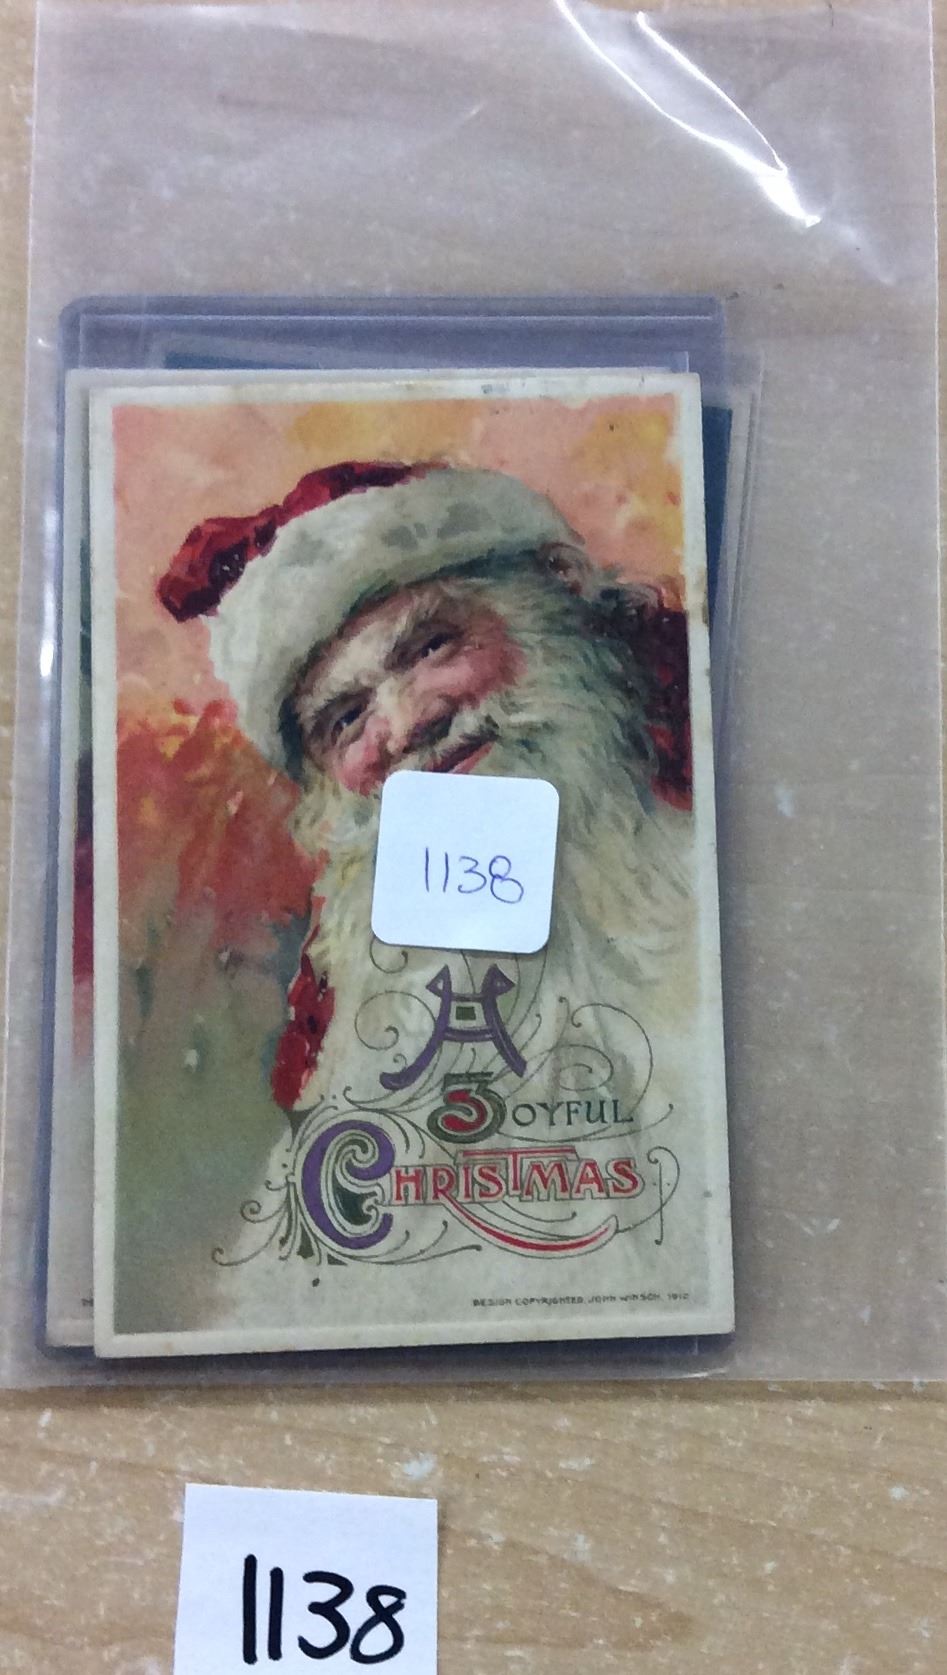 1138
A
JOYFUL
CHRISTMAS
DESIGN COPYRIGHTED, JOHN WINSCH, 1910
1138